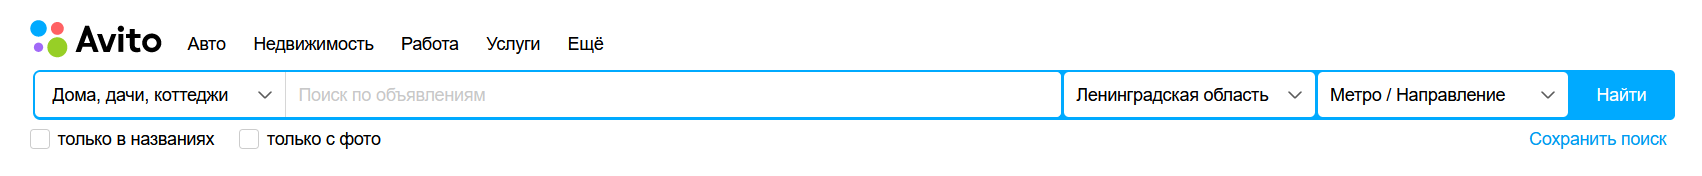 Avito Авто Недвижимость Работа Услуги Ещё
Дома, дачи, коттеджи Поиск по объявлениям Ленинградская область Метро / Направление Найти
только в названиях только с фото Сохранить поиск